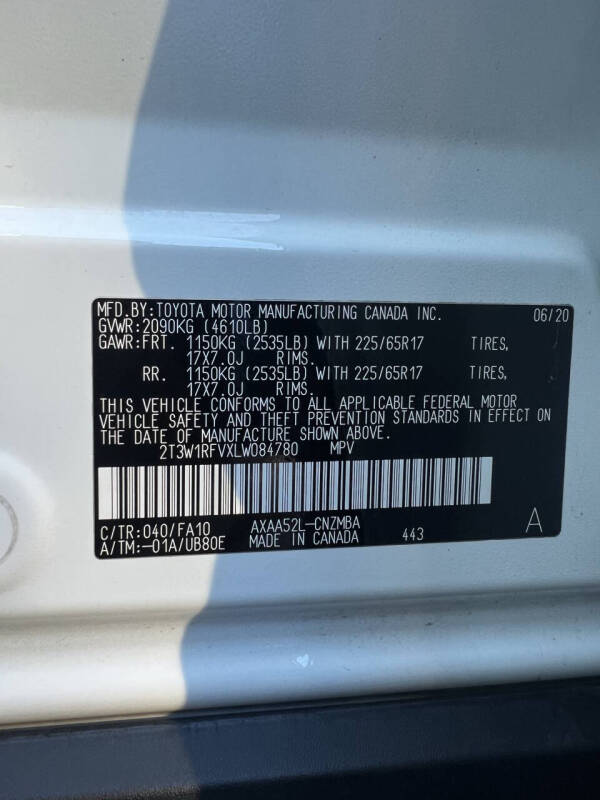 MFD.BY:TOYOTA MOTOR MANUFACTURING CANADA INC. 06/20
GVWR:2090KG (4610LB)
GAWR:FRT. 1150KG (2535LB) WITH 225/65R17 TIRES,
17X7.0J RIMS.
RR. 1150KG (2535LB) WITH 225/65R17 TIRES,
17X7.0J RIMS.
THIS VEHICLE CONFORMS TO ALL APPLICABLE FEDERAL MOTOR
VEHICLE SAFETY AND THEFT PREVENTION STANDARDS IN EFFECT ON
THE DATE OF MANUFACTURE SHOWN ABOVE.
2T3W1RFVXLW084780 MPV
C/TR:040/FA10 AXAA52L-CNZMBA
A/TM:-01A/UB80E MADE IN CANADA 443 A